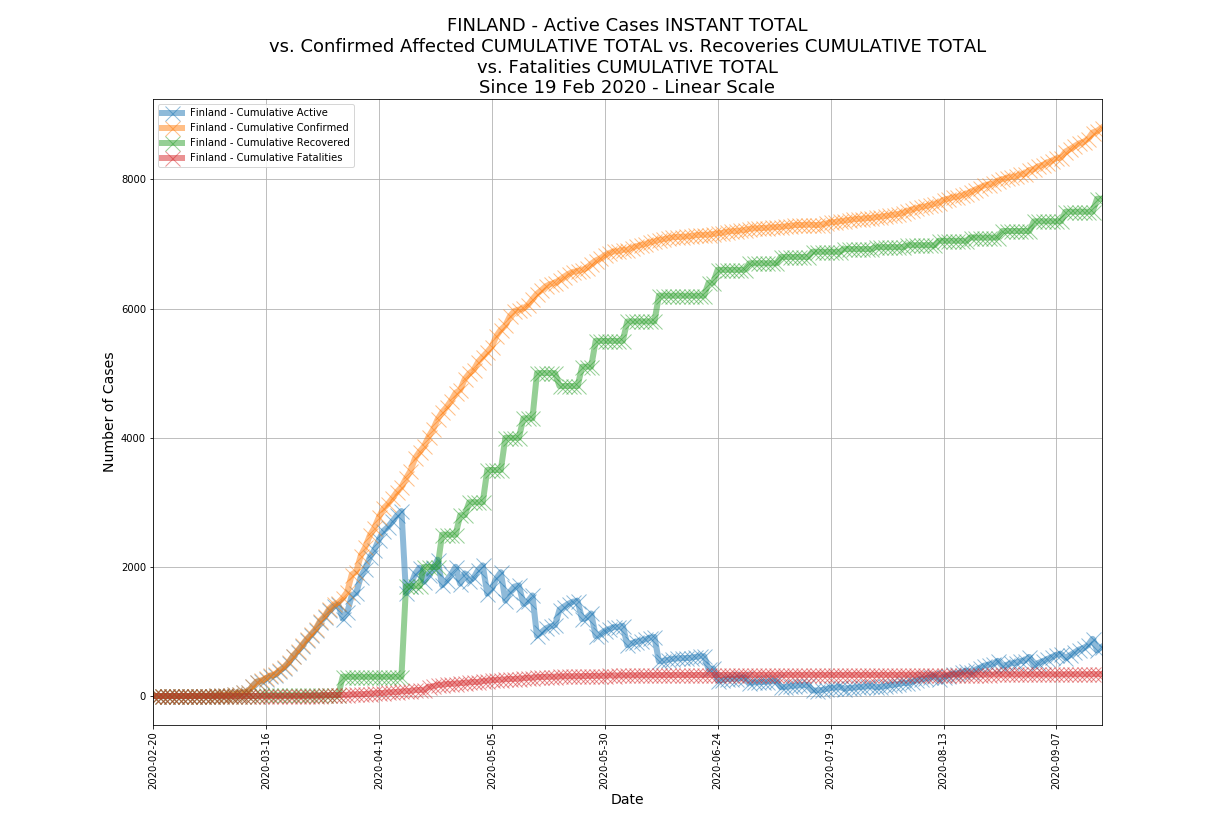 FINLAND - Active Cases INSTANT TOTAL
vs. Confirmed Affected CUMULATIVE TOTAL vs. Recoveries CUMULATIVE TOTAL
vs. Fatalities CUMULATIVE TOTAL
Since 19 Feb 2020 - Linear Scale
Finland - Cumulative Active
Finland - Cumulative Confirmed
Finland - Cumulative Recovered
Finland - Cumulative Fatalities
Number of Cases
8000
6000
4000
2000
0
2020-02-20
2020-03-16
2020-04-10
2020-05-05
2020-05-30
2020-06-24
2020-07-19
2020-08-13
2020-09-07
Date